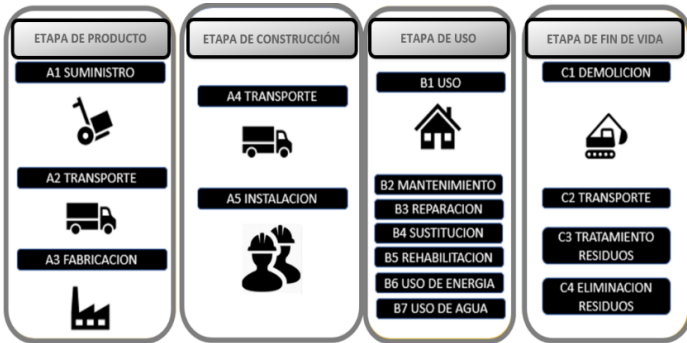 ETAPA DE PRODUCTO
A1 SUMINISTRO
A2 TRANSPORTE
A3 FABRICACION
ETAPA DE CONSTRUCCIÓN
A4 TRANSPORTE
A5 INSTALACION
ETAPA DE USO
B1 USO
B2 MANTENIMIENTO
B3 REPARACION
B4 SUSTITUCION
B5 REHABILITACION
B6 USO DE ENERGIA
B7 USO DE AGUA
ETAPA DE FIN DE VIDA
C1 DEMOLICION
C2 TRANSPORTE
C3 TRATAMIENTO
RESIDUOS
C4 ELIMINACION
RESIDUOS